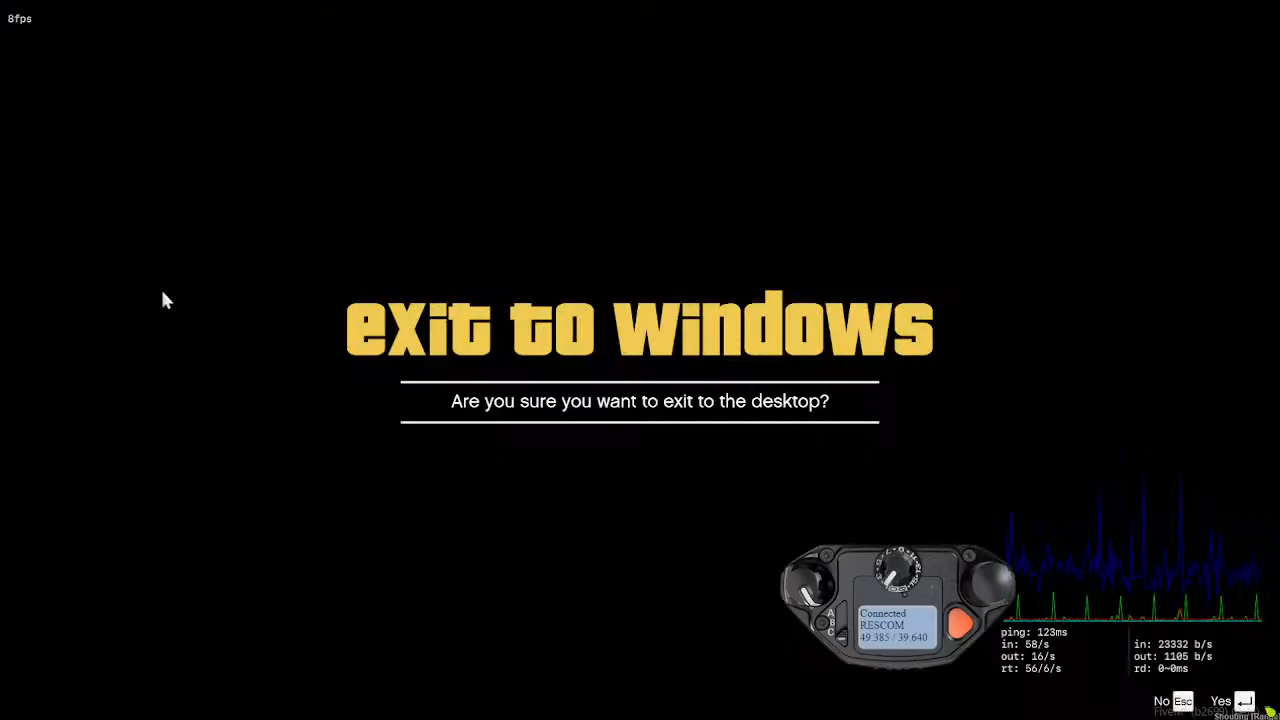 8fps
exit to windows
Are you sure you want to exit to the desktop?
A
B
C
Connected
RESCOM
49.385 / 39.640
ping: 123ms
in: 58/s
out: 16/s
rt: 56/6/s
in: 23332 b/s
out: 1105 b/s
rd: 0~0ms
No Esc Yes